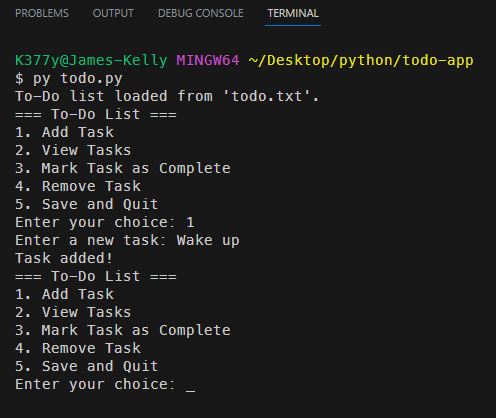 PROBLEMS OUTPUT DEBUG CONSOLE TERMINAL
K377y@James-Kelly MINGW64 ~/Desktop/python/todo-app
$ py todo.py
To-Do list loaded from 'todo.txt'.
=== To-Do List ===
1. Add Task
2. View Tasks
3. Mark Task as Complete
4. Remove Task
5. Save and Quit
Enter your choice: 1
Enter a new task: Wake up
Task added!
=== To-Do List ===
1. Add Task
2. View Tasks
3. Mark Task as Complete
4. Remove Task
5. Save and Quit
Enter your choice: _